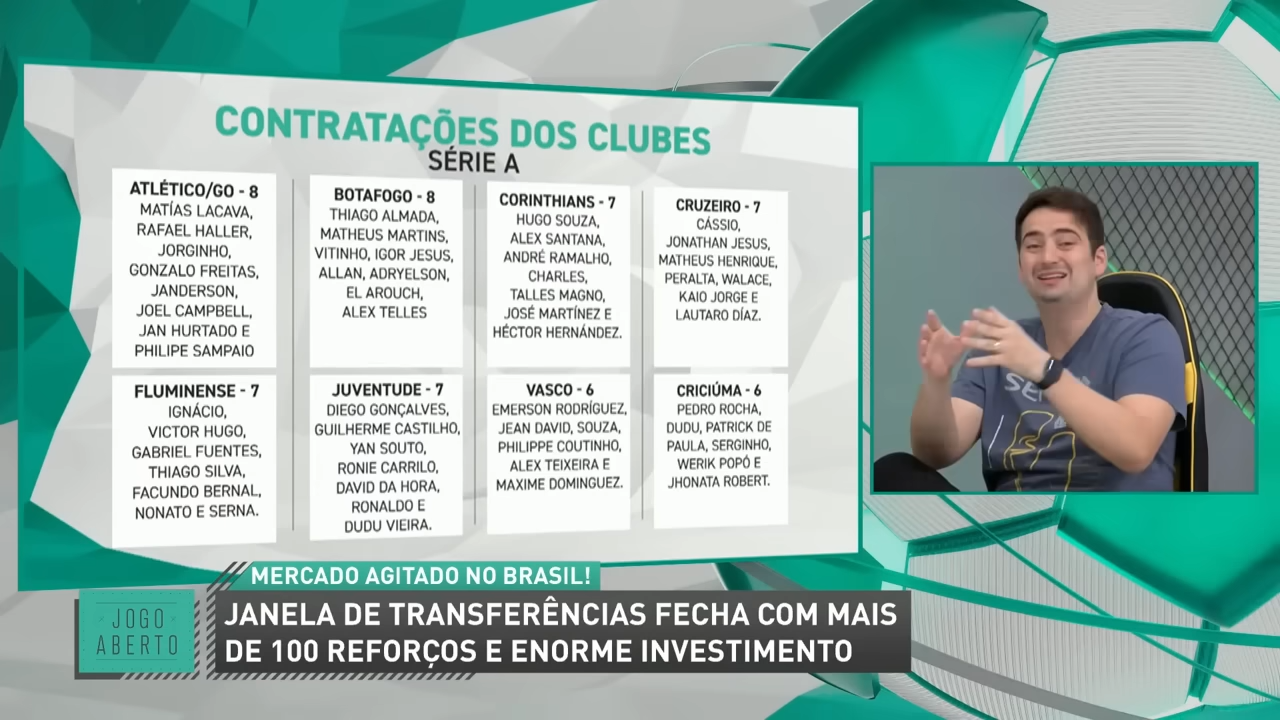 CONTRATAÇÕES DOS CLUBES
SÉRIE A
ATLÉTICO/GO - 8
MATÍAS LACAVA,
RAFAEL HALLER,
JORGINHO,
GONZALO FREITAS,
JANDERSON,
JOEL CAMPBELL,
JAN HURTADO E
PHILIPE SAMPAIO
BOTAFOGO - 8
THIAGO ALMADA,
MATHEUS MARTINS,
VITINHO, IGOR JESUS,
ALLAN, ADRYELSON,
EL AROUCH,
ALEX TELLES
CORINTHIANS - 7
HUGO SOUZA,
ALEX SANTANA,
ANDRÉ RAMALHO,
CHARLES,
TALLES MAGNO,
JOSÉ MARTÍNEZ E
HÉCTOR HERNÁNDEZ.
CRUZEIRO - 7
CÁSSIO,
JONATHAN JESUS,
MATHEUS HENRIQUE,
PERALTA, WALACE,
KAIO JORGE E
LAUTARO DÍAZ.
FLUMINENSE - 7
IGNÁCIO,
VICTOR HUGO,
GABRIEL FUENTES,
THIAGO SILVA,
FACUNDO BERNAL,
NONATO E SERNA.
JUVENTUDE - 7
DIEGO GONÇALVES,
GUILHERME CASTILHO,
YAN SOUTO,
RONIE CARRILO,
DAVID DA HORA,
RONALDO E
DUDU VIEIRA.
VASCO - 6
EMERSON RODRÍGUEZ,
JEAN DAVID, SOUZA,
PHILIPPE COUTINHO,
ALEX TEIXEIRA E
MAXIME DOMINGUEZ.
CRICIÚMA - 6
PEDRO ROCHA,
DUDU, PATRICK DE
PAULA, SERGINHO,
WERIK POPÓ E
JHONATA ROBERT.
MERCADO AGITADO NO BRASIL!
JOGO
ABERTO
JANELA DE TRANSFERÊNCIAS FECHA COM MAIS
DE 100 REFORÇOS E ENORME INVESTIMENTO